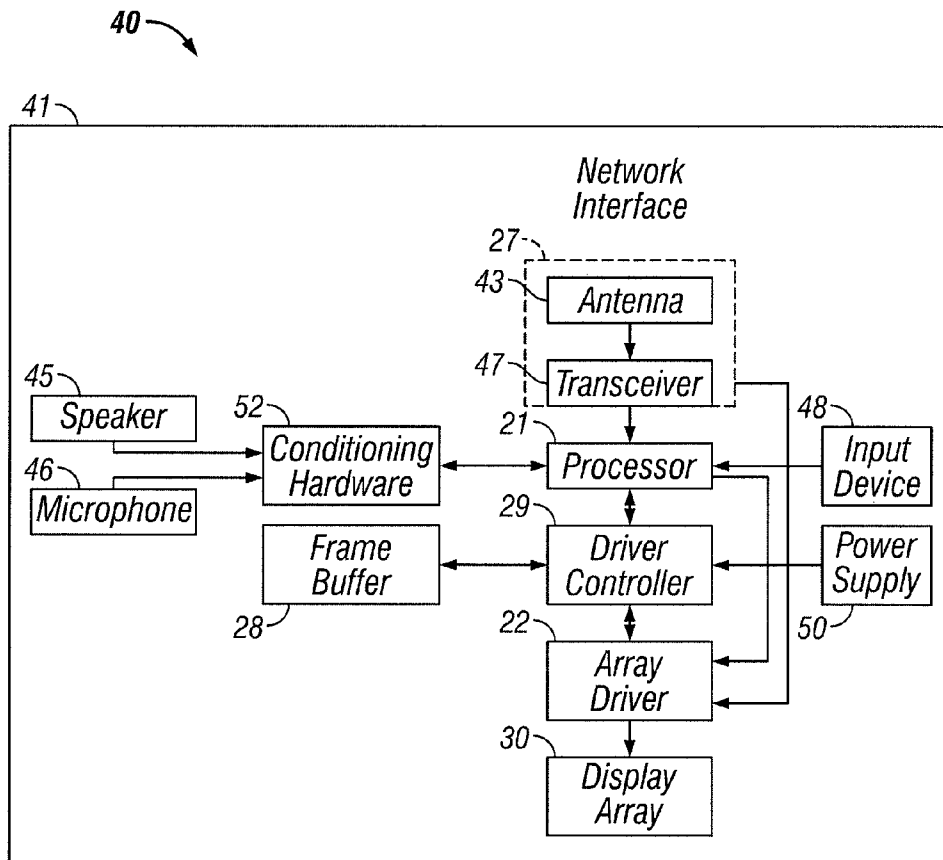 40
41
Network
Interface
27
43
Antenna
47
Transceiver
45
Speaker
52
Conditioning
Hardware
21
Processor
48
Input
Device
46
Microphone
29
Driver
Controller
Frame
Buffer
28
Power
Supply
50
22
Array
Driver
30
Display
Array